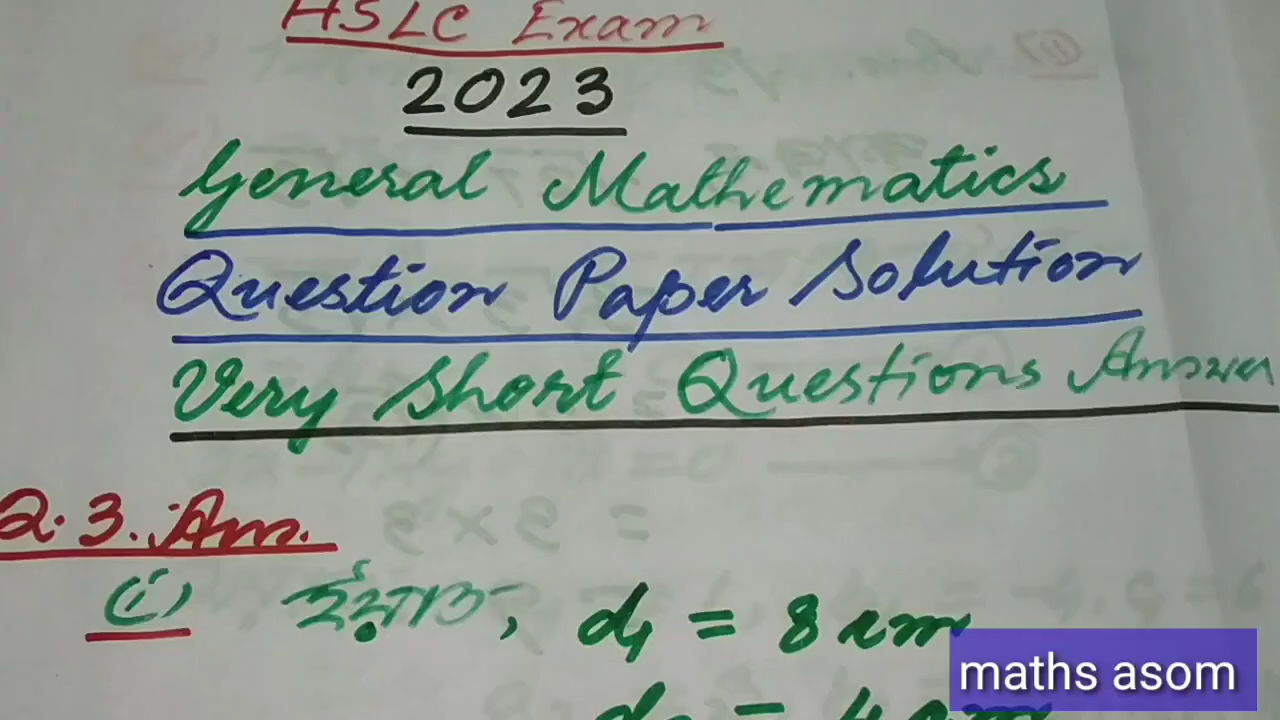 HSLC Exam
2023
General Mathematics
Question Paper Solution
Very Short Questions Answer
Q.3. Ans.
(i) ইয়াত, d₁ = 8 cm
maths asom